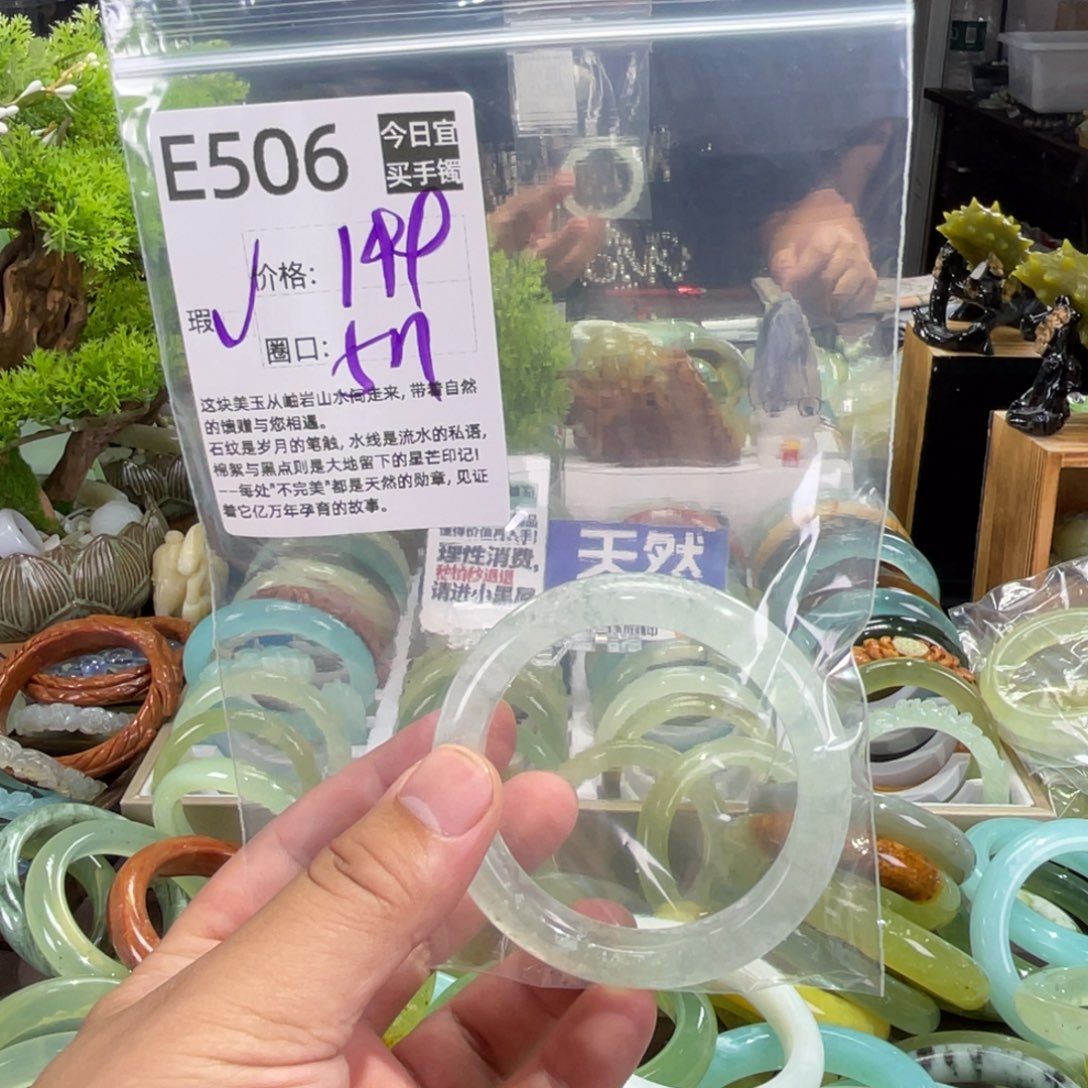 E506
今日宜
买手镯
价格: 149
瑕
圈口: 57
这块美玉从岫岩山水间走来, 带着自然
的馈赠与您相遇。
石纹是岁月的笔触, 水线是流水的私语,
棉絮与黑点则是大地留下的星芒印记!
--每处"不完美"都是天然的勋章, 见证
着它亿万年孕育的故事。
理性消费,
请进小黑屋
天然